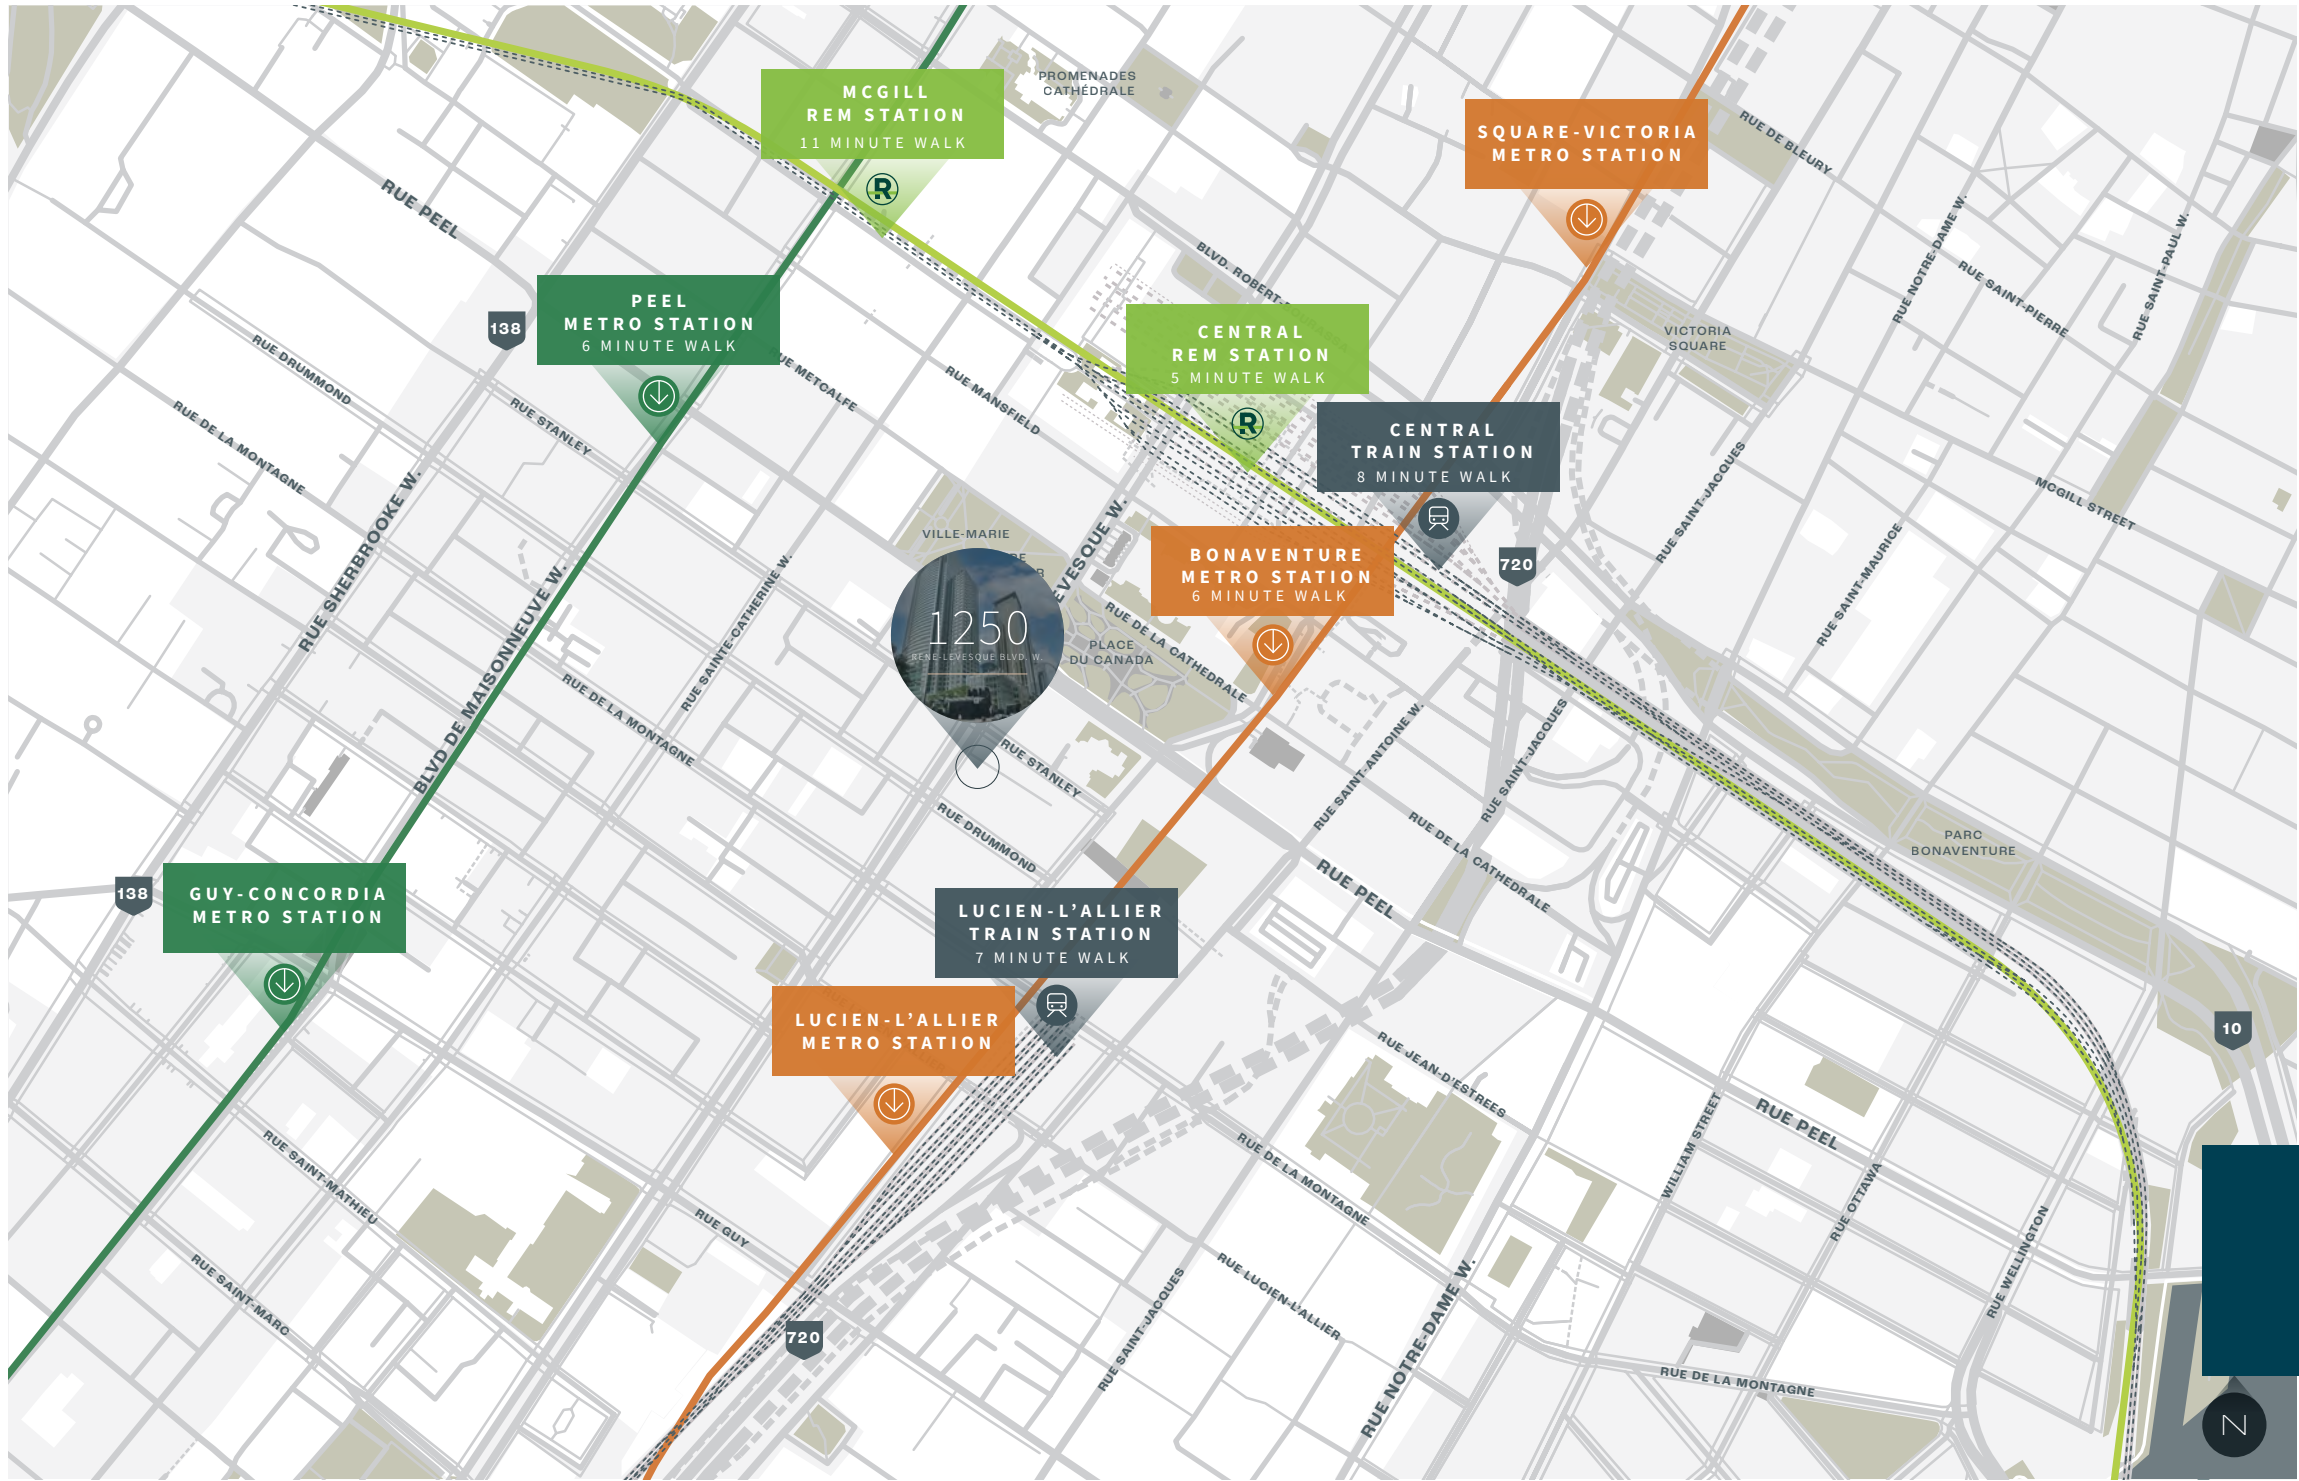 PROMENADES
CATHÉDRALE
MCGILL
REM STATION
11 MINUTE WALK
R
SQUARE-VICTORIA
METRO STATION
RUE DE BLEURY
RUE PEEL
RUE NOTRE-DAME W.
RUE SAINT-PIERRE
RUE SAINT-PAUL W.
BLVD. ROBERT-
PEEL
METRO STATION
6 MINUTE WALK
138
CENTRAL
REM STATION
5 MINUTE WALK
R
VICTORIA
SQUARE
RUE DRUMMOND
RUE METCALFE
RUE MANSFIELD
RUE STANLEY
RUE DE LA MONTAGNE
CENTRAL
TRAIN STATION
8 MINUTE WALK
RUE SAINT-JACQUES
MCGILL STREET
RUE SHERBROOKE W.
VILLE-MARIE
EVESQUE W.
BONAVENTURE
METRO STATION
6 MINUTE WALK
720
RUE SAINT-MAURICE
BLVD DE MAISONNEUVE W.
RUE SAINTE-CATHERINE W.
1250
RENÉ-LÉVESQUE BLVD. W.
PLACE
DU CANADA
RUE DE LA CATHEDRALE
RUE DE LA MONTAGNE
RUE STANLEY
RUE SAINT-ANTOINE W.
RUE SAINT-JACQUES
RUE DRUMMOND
RUE DE LA CATHEDRALE
PARC
BONAVENTURE
RUE PEEL
138
GUY-CONCORDIA
METRO STATION
LUCIEN-L'ALLIER
TRAIN STATION
7 MINUTE WALK
LUCIEN-L'ALLIER
METRO STATION
10
RUE JEAN-D'ESTREES
RUE PEEL
WILLIAM STREET
RUE OTTAWA
RUE SAINT-MATHIEU
RUE DE LA MONTAGNE
RUE GUY
RUE WELLINGTON
RUE SAINT-MARC
RUE SAINT-JACQUES
RUE LUCIEN-L'ALLIER
RUE NOTRE-DAME W.
720
RUE DE LA MONTAGNE
N